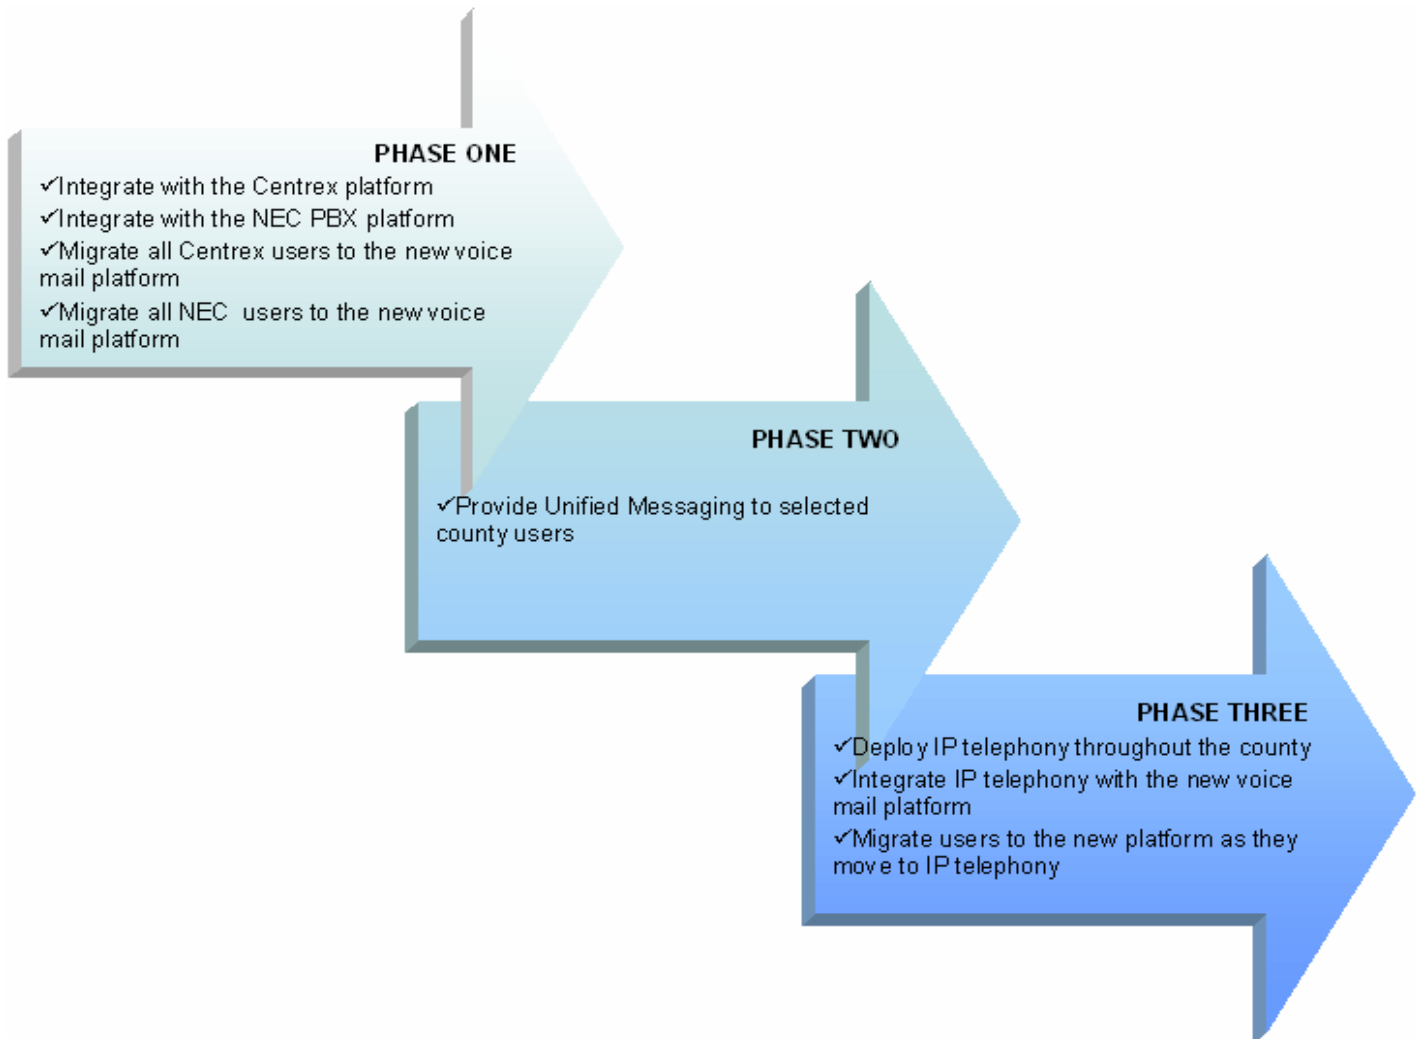 PHASE ONE
✓Integrate with the Centrex platform
✓Integrate with the NEC PBX platform
✓Migrate all Centrex users to the new voice
mail platform
✓Migrate all NEC  users to the new voice
mail platform
PHASE TWO
✓Provide Unified Messaging to selected
county users
PHASE THREE
✓Deploy IP telephony throughout the county
✓Integrate IP telephony with the new voice
mail platform
✓Migrate users to the new platform as they
move to IP telephony